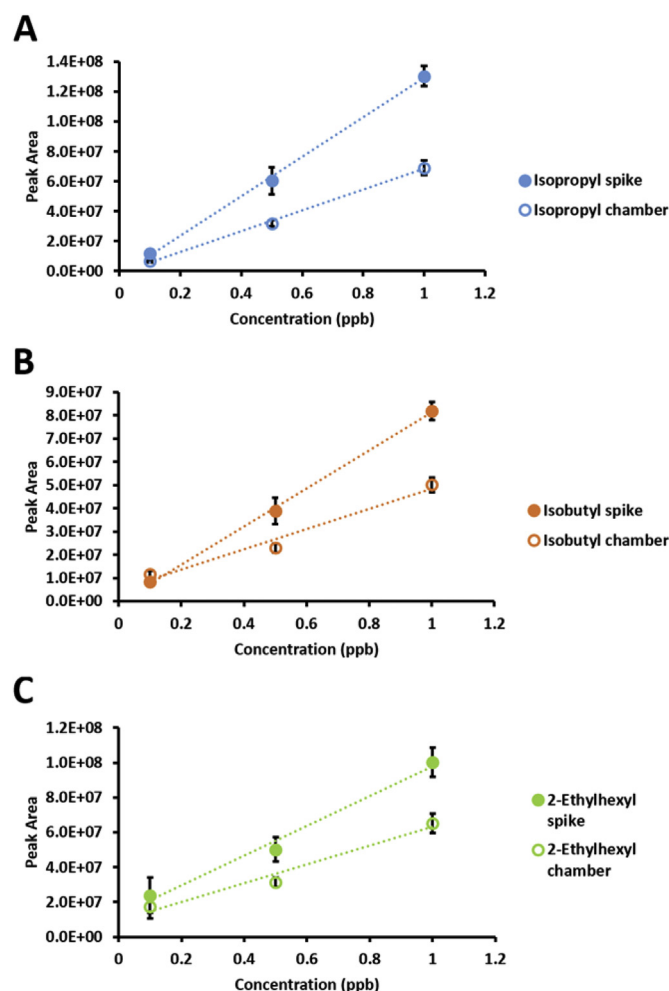 A
1.4E+08
1.2E+08
1.0E+08
8.0E+07
6.0E+07
4.0E+07
2.0E+07
0.0E+00
Peak Area
0 0.2 0.4 0.6 0.8 1 1.2
Concentration (ppb)
Isopropyl spike
Isopropyl chamber
B
9.0E+07
8.0E+07
7.0E+07
6.0E+07
5.0E+07
4.0E+07
3.0E+07
2.0E+07
1.0E+07
0.0E+00
Peak Area
0 0.2 0.4 0.6 0.8 1 1.2
Concentration (ppb)
Isobutyl spike
Isobutyl chamber
C
1.2E+08
1.0E+08
8.0E+07
6.0E+07
4.0E+07
2.0E+07
0.0E+00
Peak Area
0 0.2 0.4 0.6 0.8 1 1.2
Concentration (ppb)
2-Ethylhexyl
spike
2-Ethylhexyl
chamber